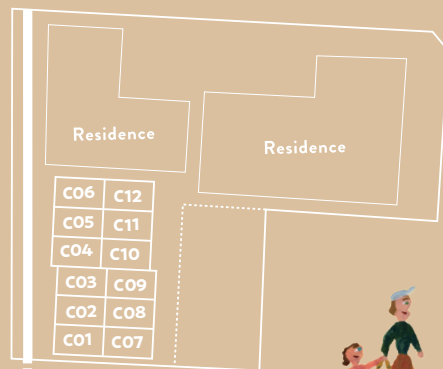 Residence
Residence
C06 C12
C05 C11
C04 C10
C03 C09
C02 C08
C01 C07